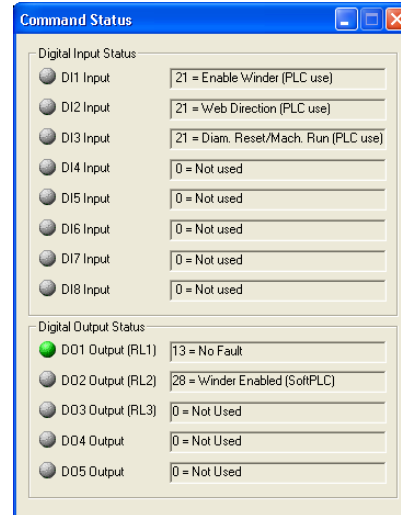 Command Status
Digital Input Status
DI1 Input 21 = Enable Winder (PLC use)
DI2 Input 21 = Web Direction (PLC use)
DI3 Input 21 = Diam. Reset/Mach. Run (PLC use)
DI4 Input 0 = Not used
DI5 Input 0 = Not used
DI6 Input 0 = Not used
DI7 Input 0 = Not used
DI8 Input 0 = Not used
Digital Output Status
DO1 Output (RL1) 13 = No Fault
DO2 Output (RL2) 28 = Winder Enabled (SoftPLC)
DO3 Output (RL3) 0 = Not Used
DO4 Output 0 = Not Used
DO5 Output 0 = Not Used